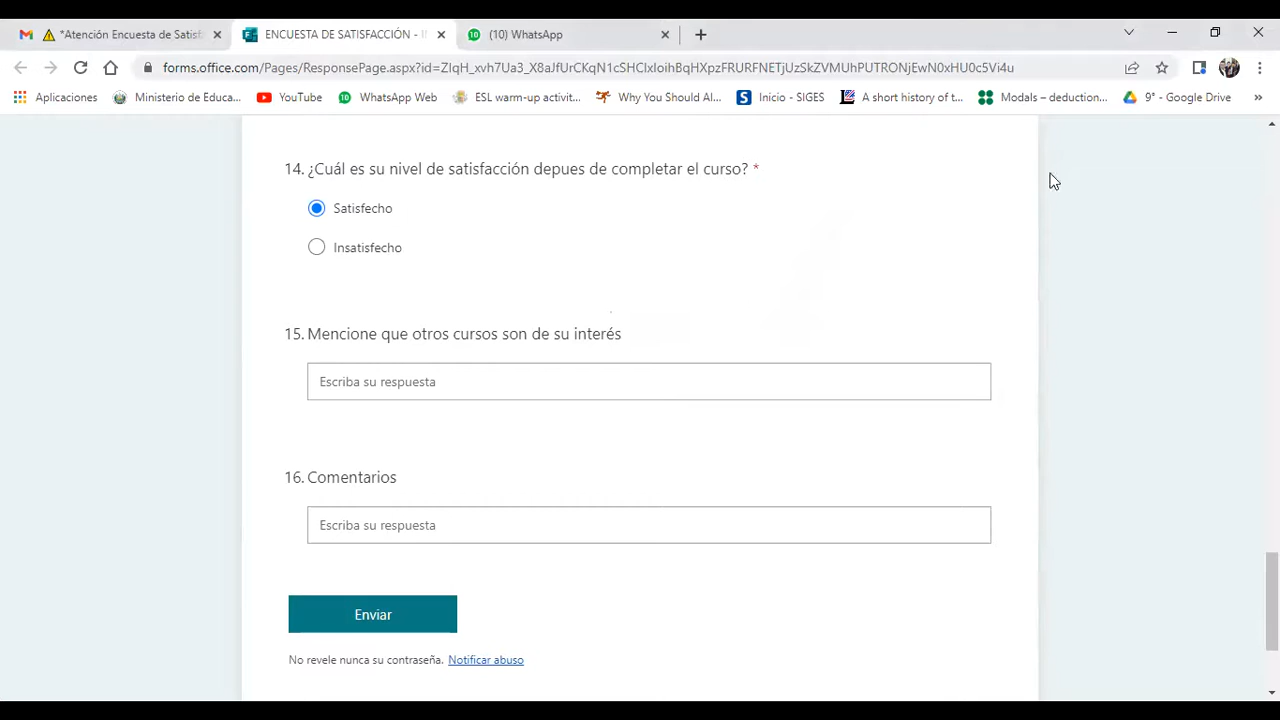 *Atención Encuesta de Satisf
ENCUESTA DE SATISFACCIÓN - I
(10) WhatsApp
forms.office.com/Pages/ResponsePage.aspx?id=ZIqH_xvh7Ua3_X8aJfUrCKqN1cSHCIxIoihBqHXpzFRURFNETjUzSkZVMUhPUTRONjEwN0xHU0c5Vi4u
Aplicaciones
Ministerio de Educa...
YouTube
WhatsApp Web
ESL warm-up activit...
Why You Should Al...
Inicio - SIGES
A short history of t...
Modals – deduction...
9° - Google Drive
14. ¿Cuál es su nivel de satisfacción depues de completar el curso? *
Satisfecho
Insatisfecho
15. Mencione que otros cursos son de su interés
Escriba su respuesta
16. Comentarios
Escriba su respuesta
Enviar
No revele nunca su contraseña. Notificar abuso